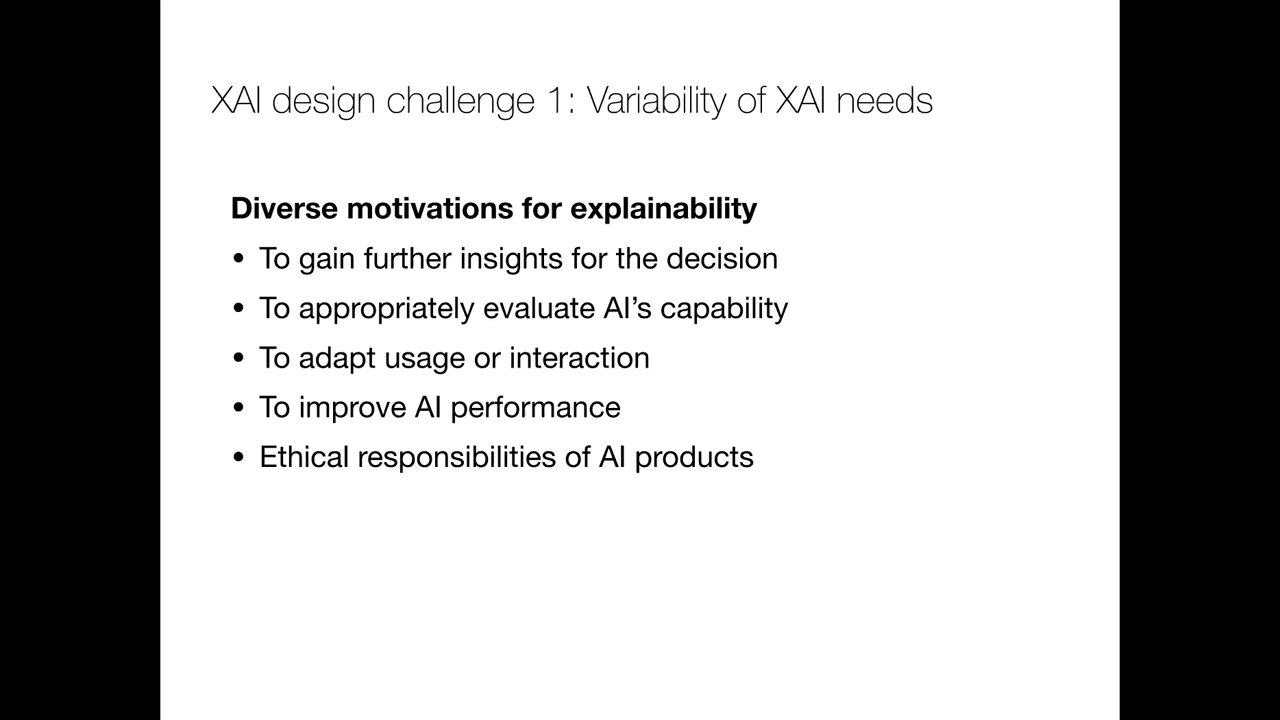 XAI design challenge 1: Variability of XAI needs
Diverse motivations for explainability
• To gain further insights for the decision
• To appropriately evaluate AI’s capability
• To adapt usage or interaction
• To improve AI performance
• Ethical responsibilities of AI products